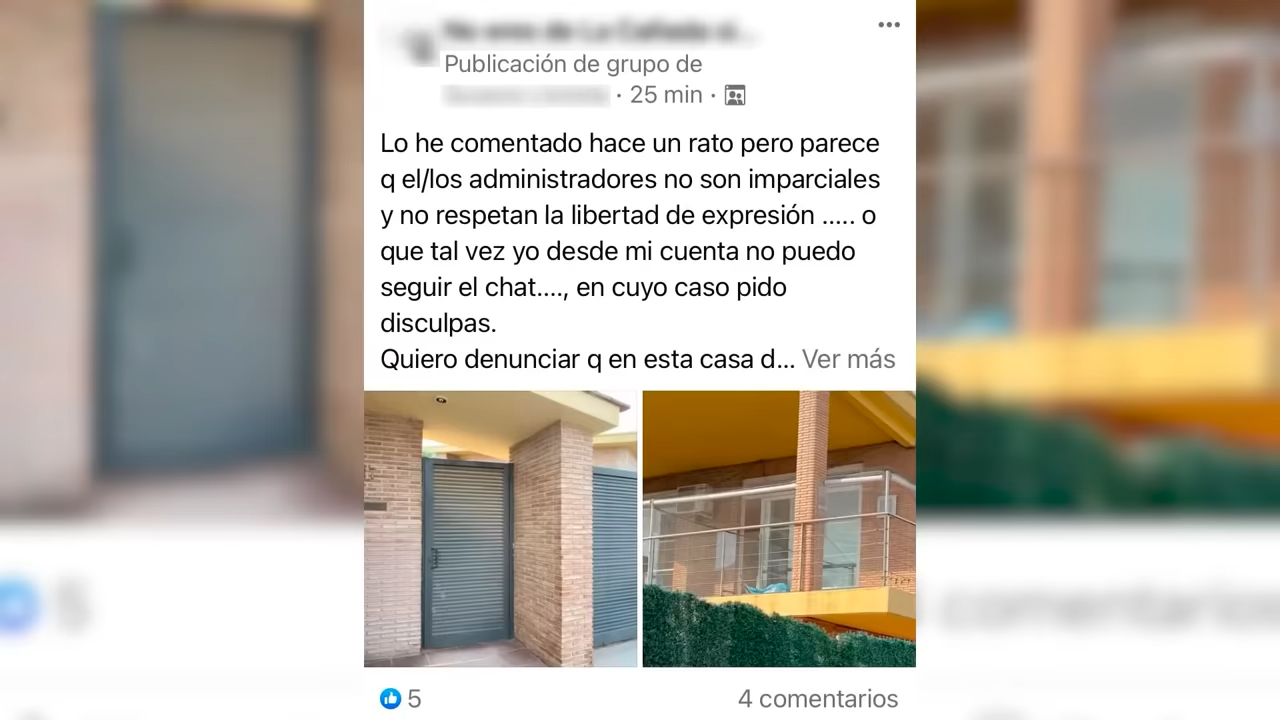 Publicación de grupo de
· 25 min ·
Lo he comentado hace un rato pero parece
q el/los administradores no son imparciales
y no respetan la libertad de expresión ..... o
que tal vez yo desde mi cuenta no puedo
seguir el chat...., en cuyo caso pido
disculpas.
Quiero denunciar q en esta casa d... Ver más
5
4 comentarios